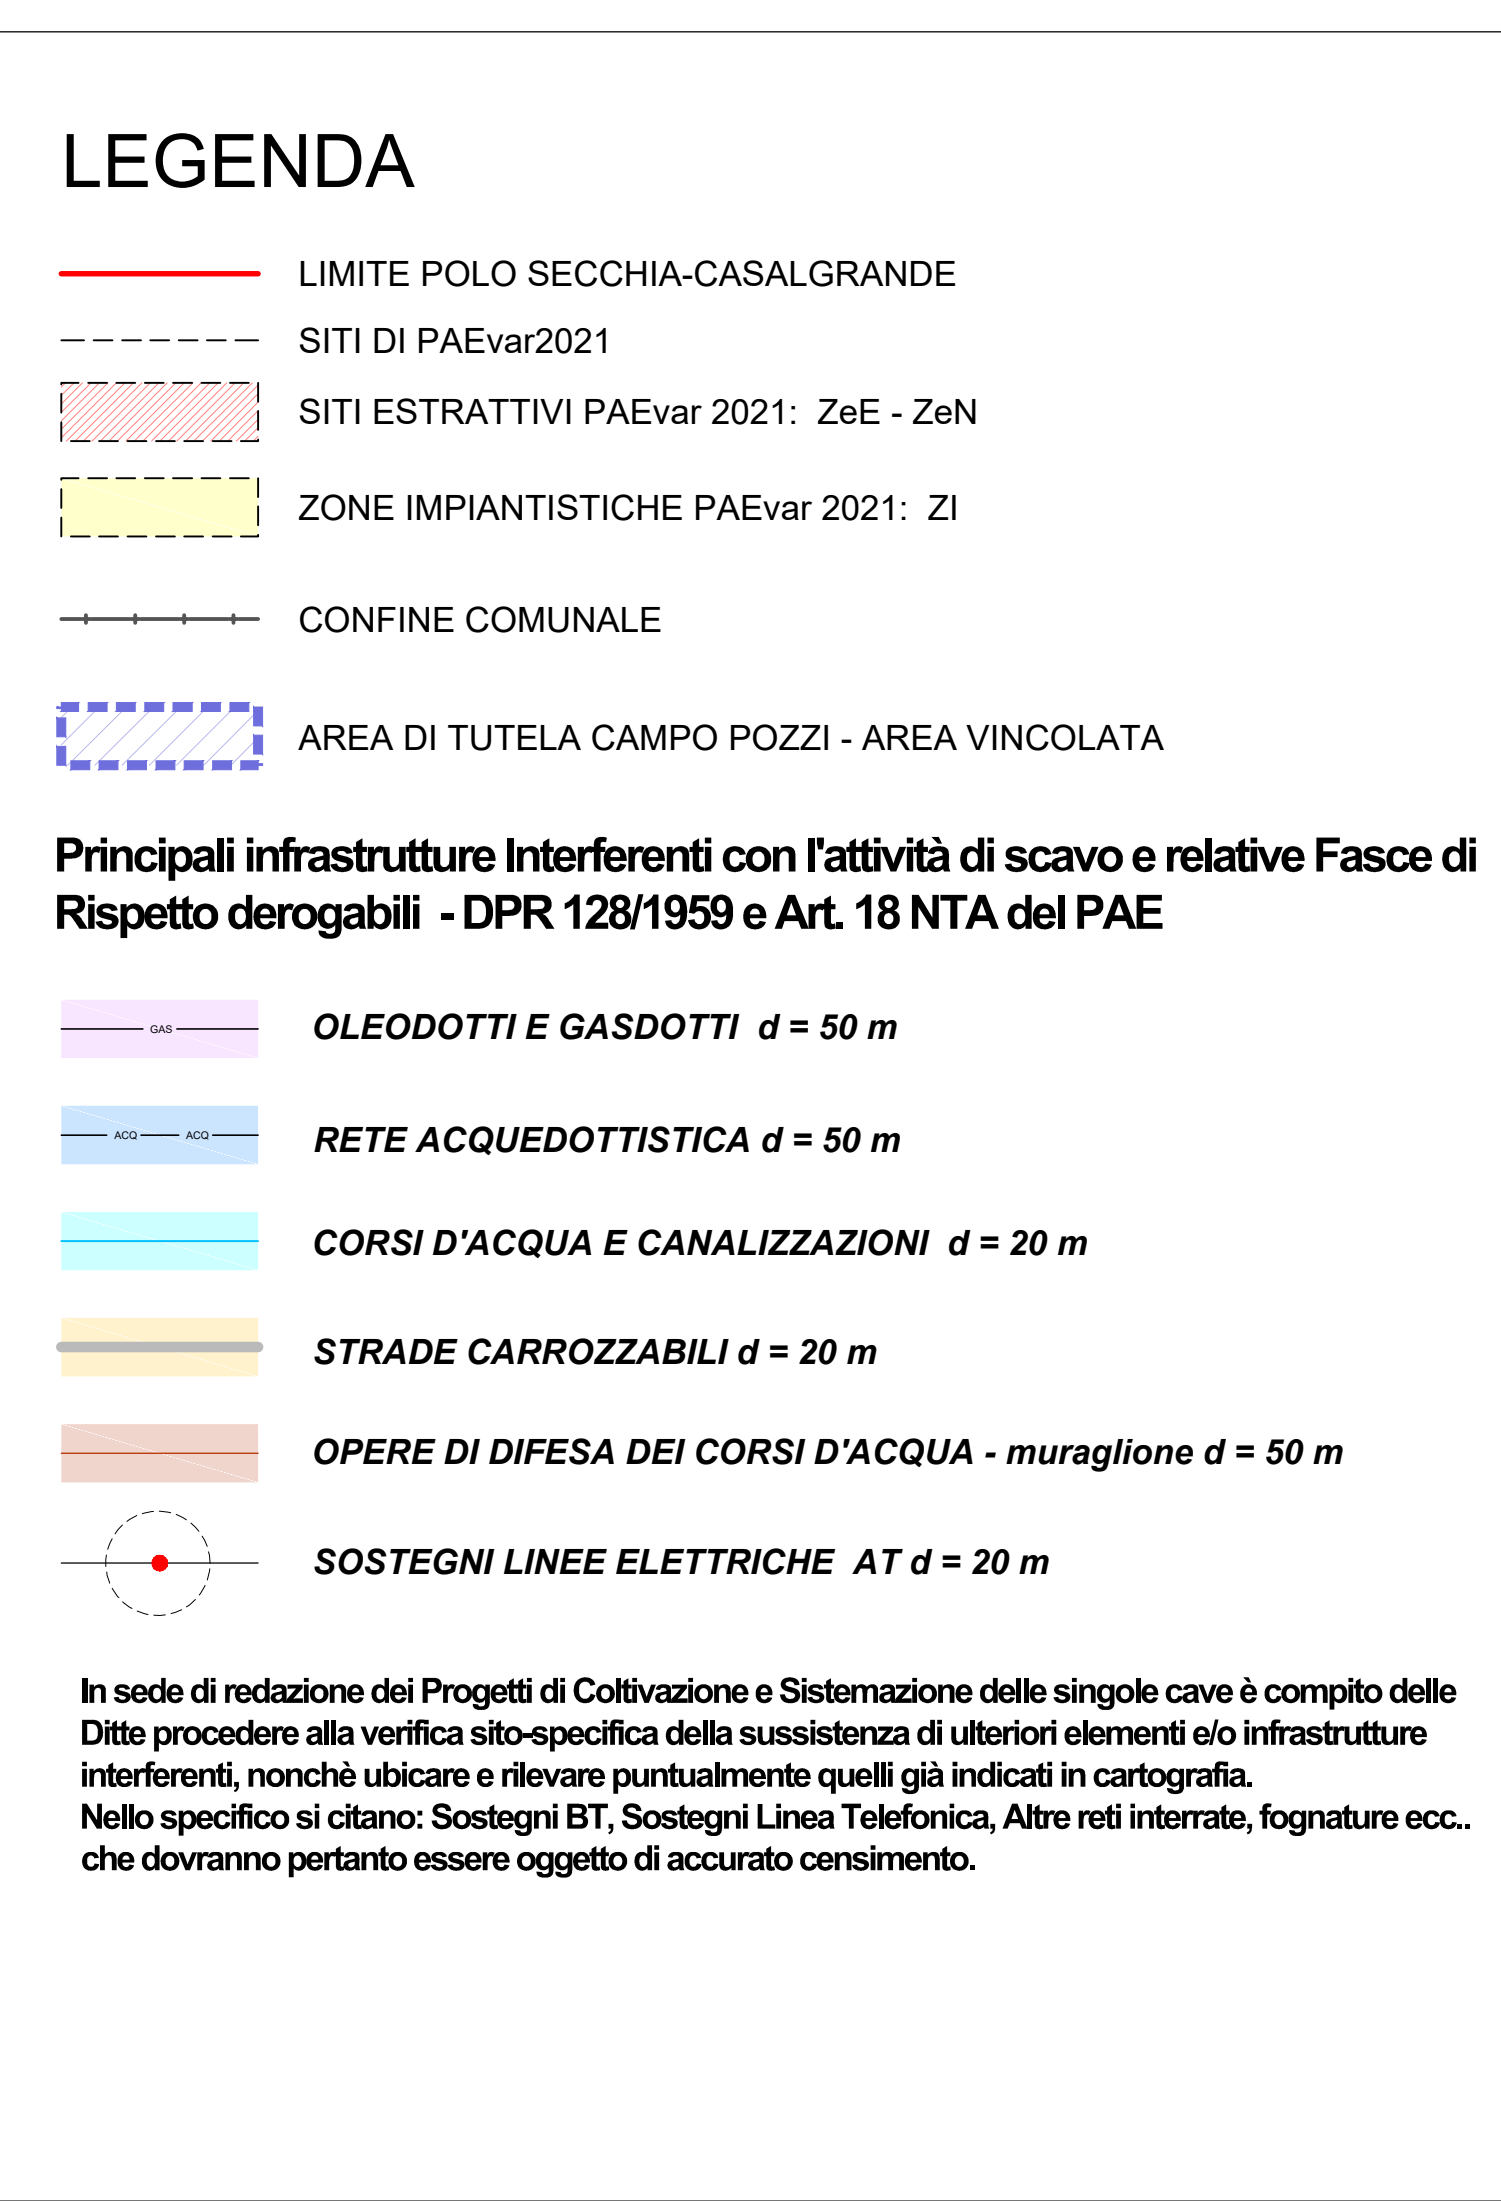 LEGENDA
LIMITE POLO SECCHIA-CASALGRANDE
SITI DI PAEvar2021
SITI ESTRATTIVI PAEvar 2021: ZeE - ZeN
ZONE IMPIANTISTICHE PAEvar 2021: ZI
CONFINE COMUNALE
AREA DI TUTELA CAMPO POZZI - AREA VINCOLATA
Principali infrastrutture Interferenti con l'attività di scavo e relative Fasce di
Rispetto derogabili - DPR 128/1959 e Art. 18 NTA del PAE
GAS
OLEODOTTI E GASDOTTI d = 50 m
ACQ ACQ
RETE ACQUEDOTTISTICA d = 50 m
CORSI D'ACQUA E CANALIZZAZIONI d = 20 m
STRADE CARROZZABILI d = 20 m
OPERE DI DIFESA DEI CORSI D'ACQUA - muraglione d = 50 m
SOSTEGNI LINEE ELETTRICHE AT d = 20 m
In sede di redazione dei Progetti di Coltivazione e Sistemazione delle singole cave è compito delle
Ditte procedere alla verifica sito-specifica della sussistenza di ulteriori elementi e/o infrastrutture
interferenti, nonchè ubicare e rilevare puntualmente quelli già indicati in cartografia.
Nello specifico si citano: Sostegni BT, Sostegni Linea Telefonica, Altre reti interrate, fognature ecc..
che dovranno pertanto essere oggetto di accurato censimento.